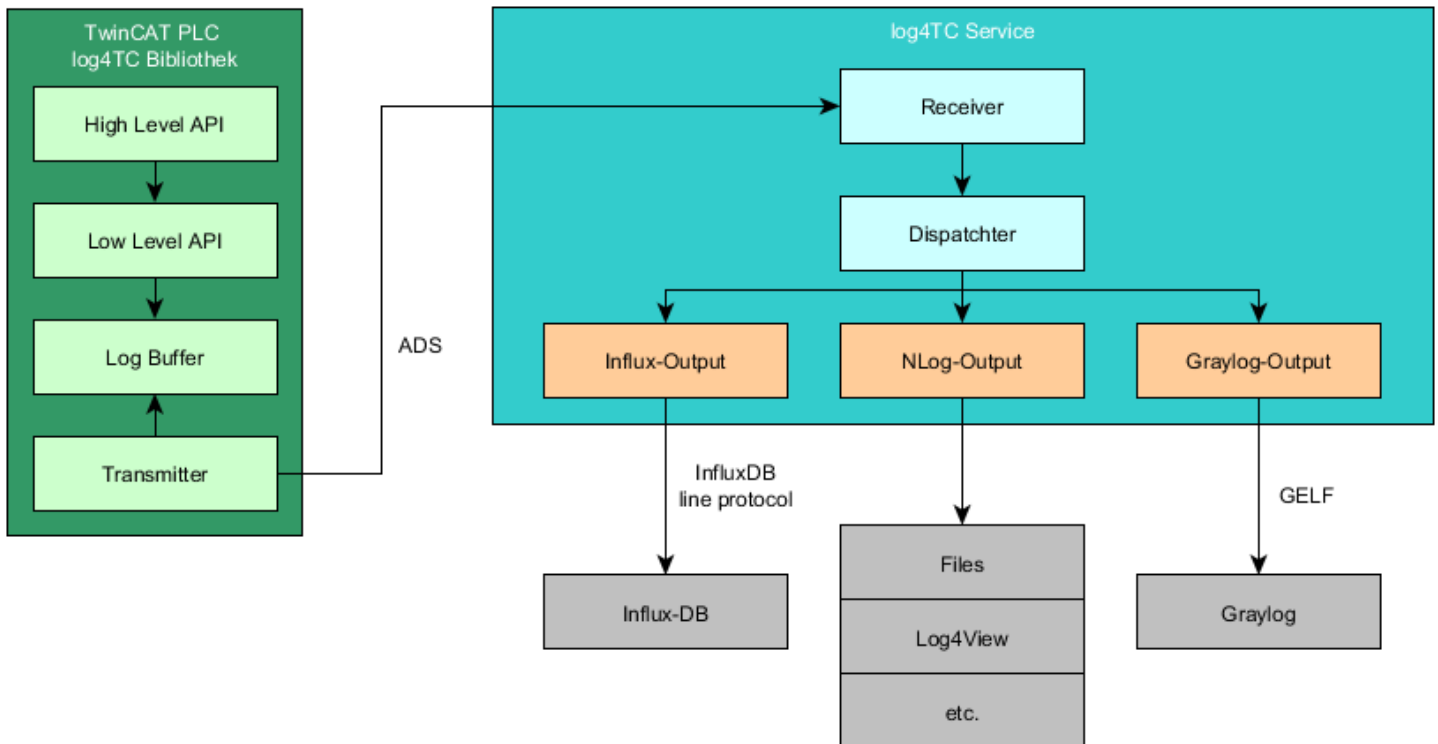 TwinCAT PLC
log4TC Bibliothek
High Level API
Low Level API
Log Buffer
Transmitter
ADS
log4TC Service
Receiver
Dispatchter
Influx-Output
NLog-Output
Graylog-Output
InfluxDB
line protocol
GELF
Influx-DB
Files
Log4View
etc.
Graylog